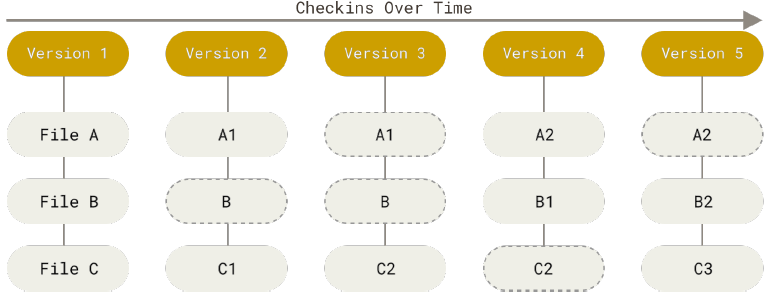 Checkins Over Time
Version 1 Version 2 Version 3 Version 4 Version 5
File A A1 A1 A2 A2
File B B B B1 B2
File C C1 C2 C2 C3